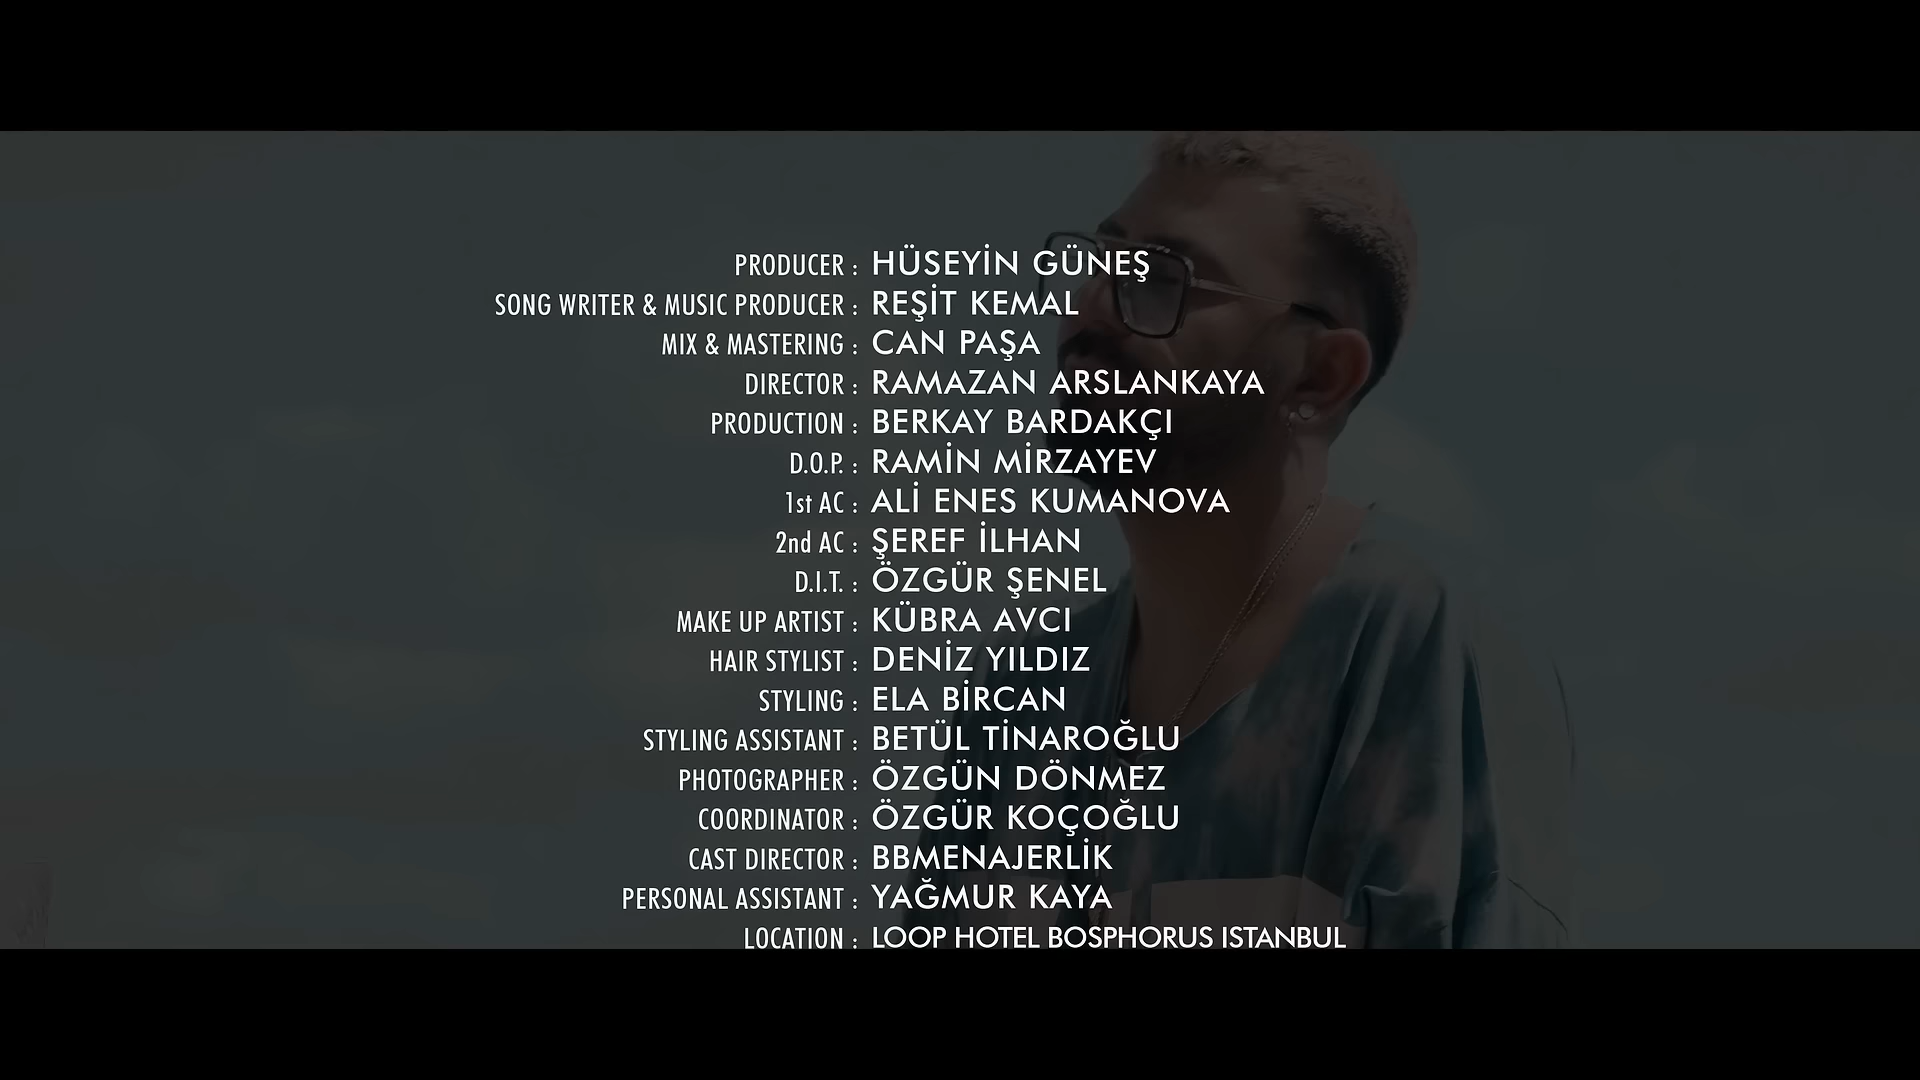 PRODUCER : HÜSEYİN GÜNEŞ
SONG WRITER & MUSIC PRODUCER : REŞİT KEMAL
MIX & MASTERING : CAN PAŞA
DIRECTOR : RAMAZAN ARSLANKAYA
PRODUCTION : BERKAY BARDAKÇI
D.O.P. : RAMİN MİRZAYEV
1st AC : ALİ ENES KUMANOVA
2nd AC : ŞEREF İLHAN
D.I.T. : ÖZGÜR ŞENEL
MAKE UP ARTIST : KÜBRA AVCI
HAIR STYLIST : DENİZ YILDIZ
STYLING : ELA BİRCAN
STYLING ASSISTANT : BETÜL TİNAROĞLU
PHOTOGRAPHER : ÖZGÜN DÖNMEZ
COORDINATOR : ÖZGÜR KOÇOĞLU
CAST DIRECTOR : BBMENAJERLİK
PERSONAL ASSISTANT : YAĞMUR KAYA
LOCATION : LOOP HOTEL BOSPHORUS ISTANBUL